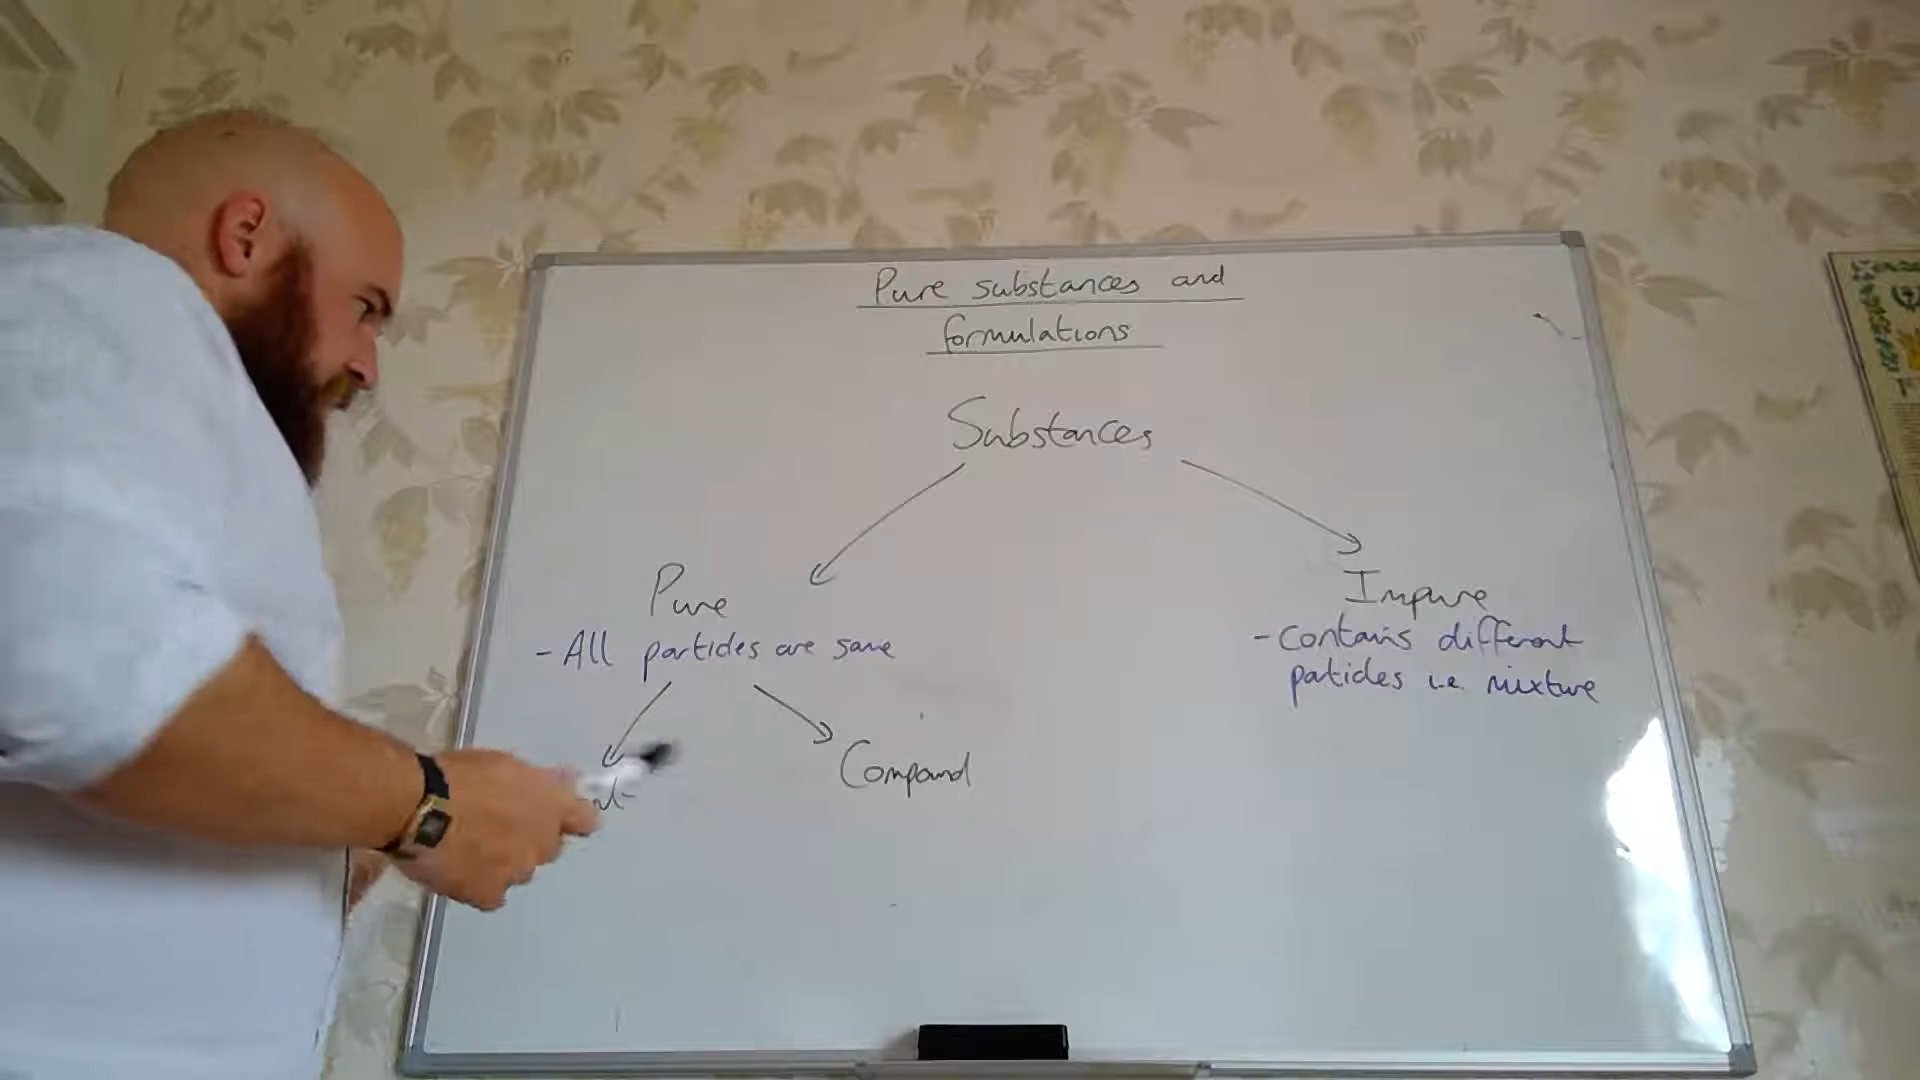 Pure substances and
formulations
Substances
Pure
Impure
- All particles are same
- Contains different
particles i.e. mixture
Compound